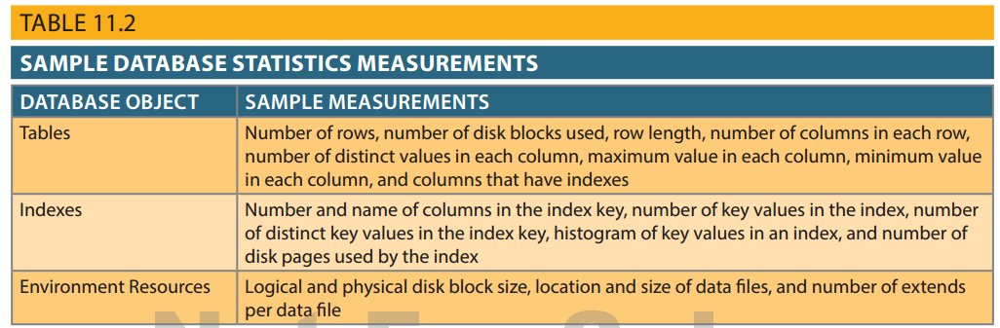 TABLE 11.2
SAMPLE DATABASE STATISTICS MEASUREMENTS
DATABASE OBJECT SAMPLE MEASUREMENTS
Tables Number of rows, number of disk blocks used, row length, number of columns in each row,
number of distinct values in each column, maximum value in each column, minimum value
in each column, and columns that have indexes
Indexes Number and name of columns in the index key, number of key values in the index, number
of distinct key values in the index key, histogram of key values in an index, and number of
disk pages used by the index
Environment Resources Logical and physical disk block size, location and size of data files, and number of extends
per data file